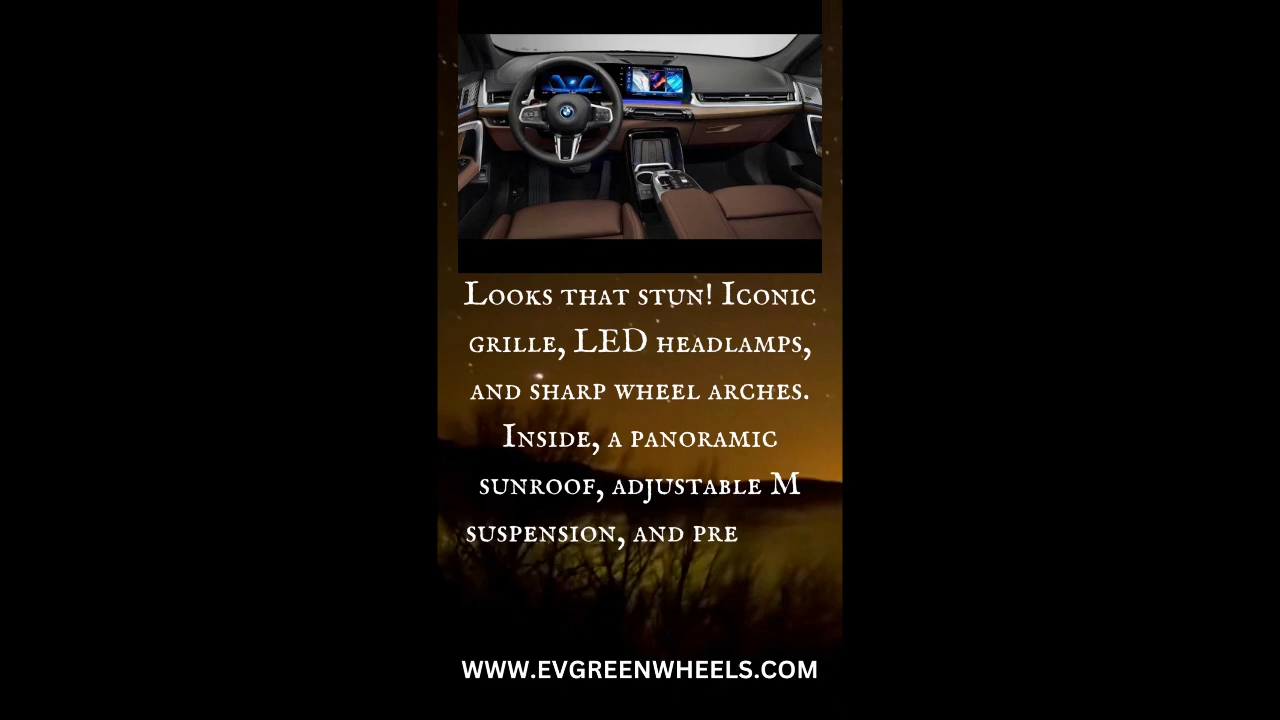 Looks that stun! Iconic
grille, LED headlamps,
and sharp wheel arches.
Inside, a panoramic
sunroof, adjustable M
suspension, and pre
WWW.EVGREENWHEELS.COM